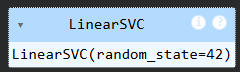 ▾ LinearSVC i ?
LinearSVC(random_state=42)